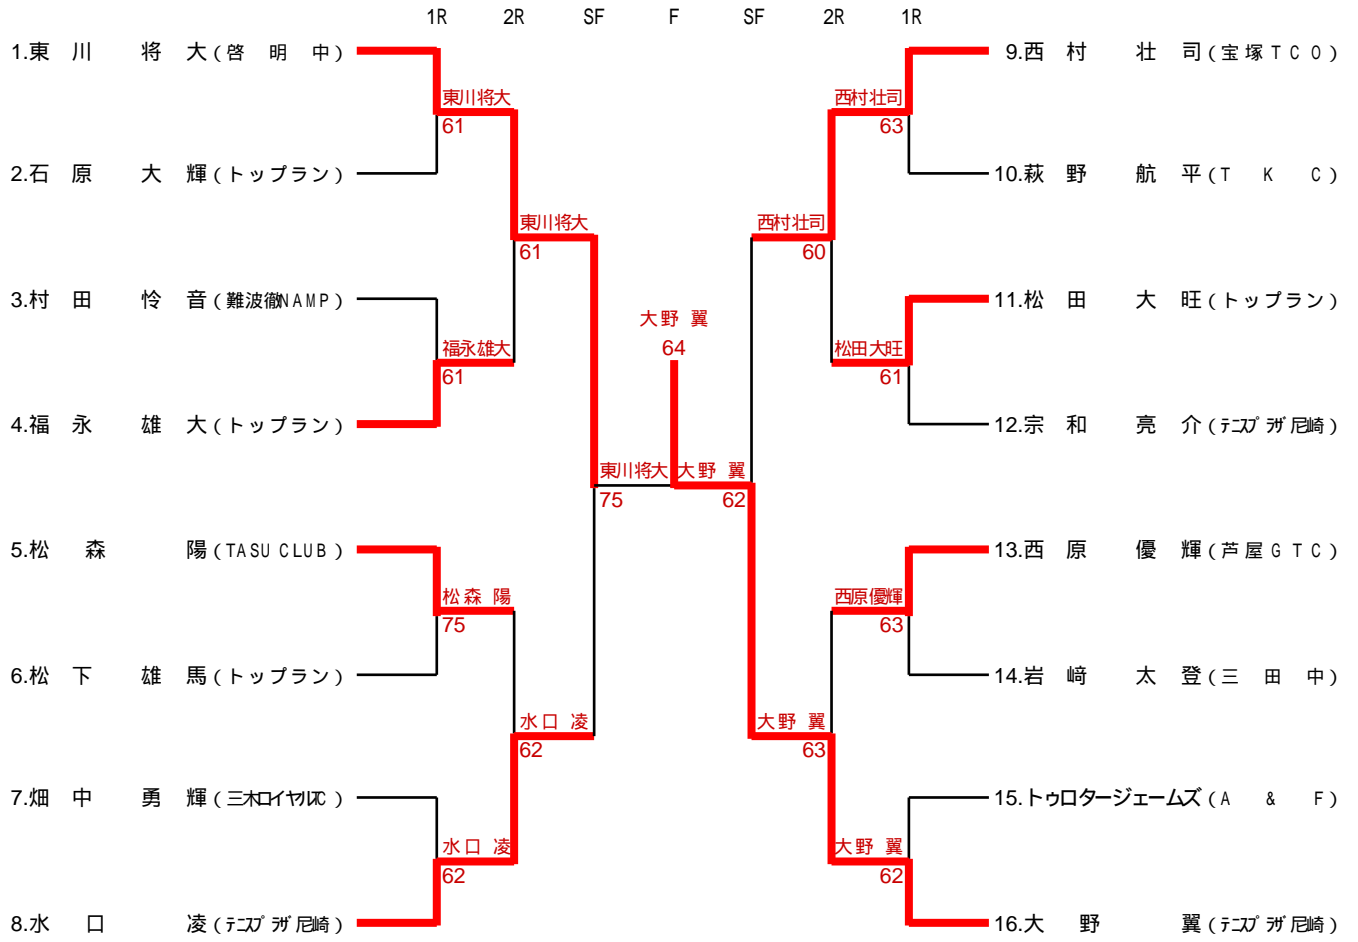 1R 2R SF F SF 2R 1R
1.東 川 将 大(啓 明 中)
9.西 村 壮 司(宝塚TCO)
東川将大
61
西村壮司
63
2.石 原 大 輝(トップラン)
10.萩 野 航 平(T K C)
東川将大
61
西村壮司
60
3.村 田 怜 音(難波徹NAMP)
11.松 田 大 旺(トップラン)
大野 翼
64
福永雄大
61
松田大旺
61
4.福 永 雄 大(トップラン)
12.宗 和 亮 介(テニスプラザ尼崎)
東川将大
75
大野 翼
62
5.松 森 陽(TASU CLUB)
13.西 原 優 輝(芦屋GTC)
松森 陽
75
西原優輝
63
6.松 下 雄 馬(トップラン)
14.岩 﨑 太 登(三 田 中)
水口 凌
62
大野 翼
63
7.畑 中 勇 輝(三木ロイヤルTC)
15.トゥロタージェームズ(A & F)
水口 凌
62
大野 翼
62
8.水 口 凌(テニスプラザ尼崎)
16.大 野 翼(テニスプラザ尼崎)